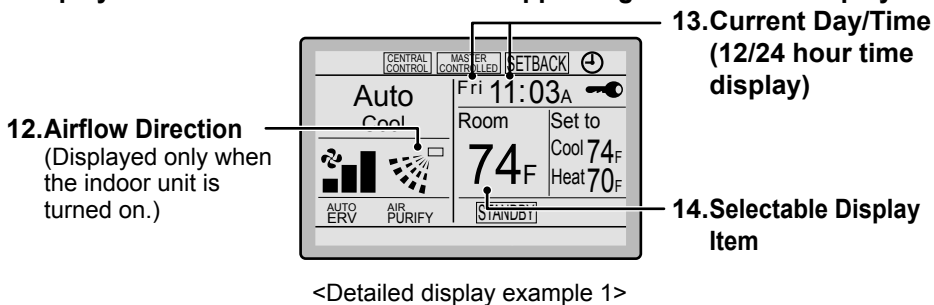 13.Current Day/Time
(12/24 hour time
display)
12.Airflow Direction
(Displayed only when
the indoor unit is
turned on.)
CENTRAL CONTROL
MASTER CONTROLLED
SETBACK
Auto
Cool
Fri 11:03A
Room
74F
Set to
Cool 74F
Heat 70F
AUTO ERV
AIR PURIFY
STANDBY
14.Selectable Display
Item
<Detailed display example 1>